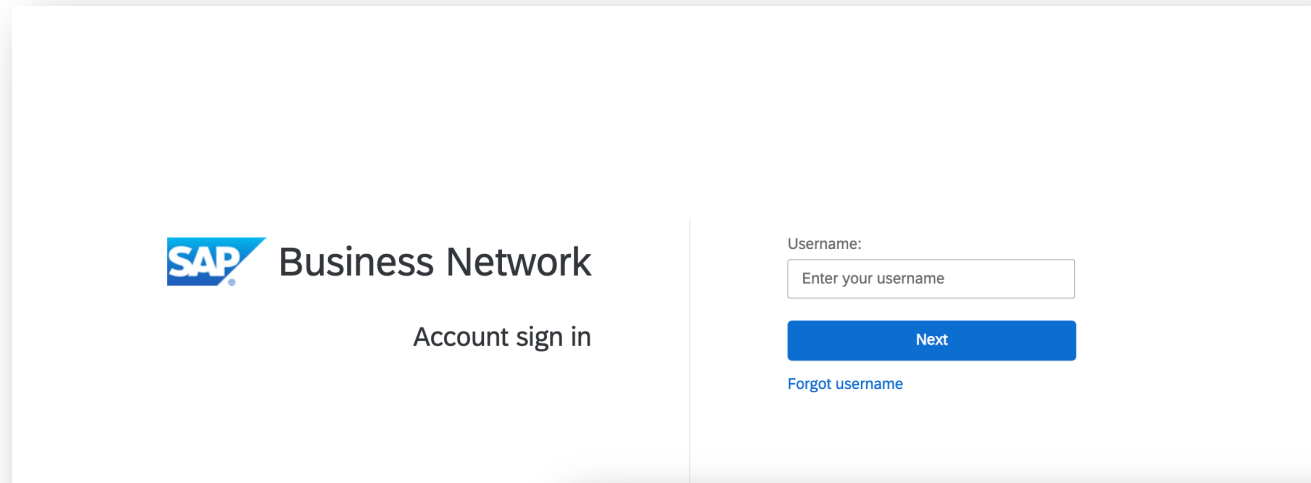 SAP® Business Network
Account sign in
Username:
Enter your username
Next
Forgot username